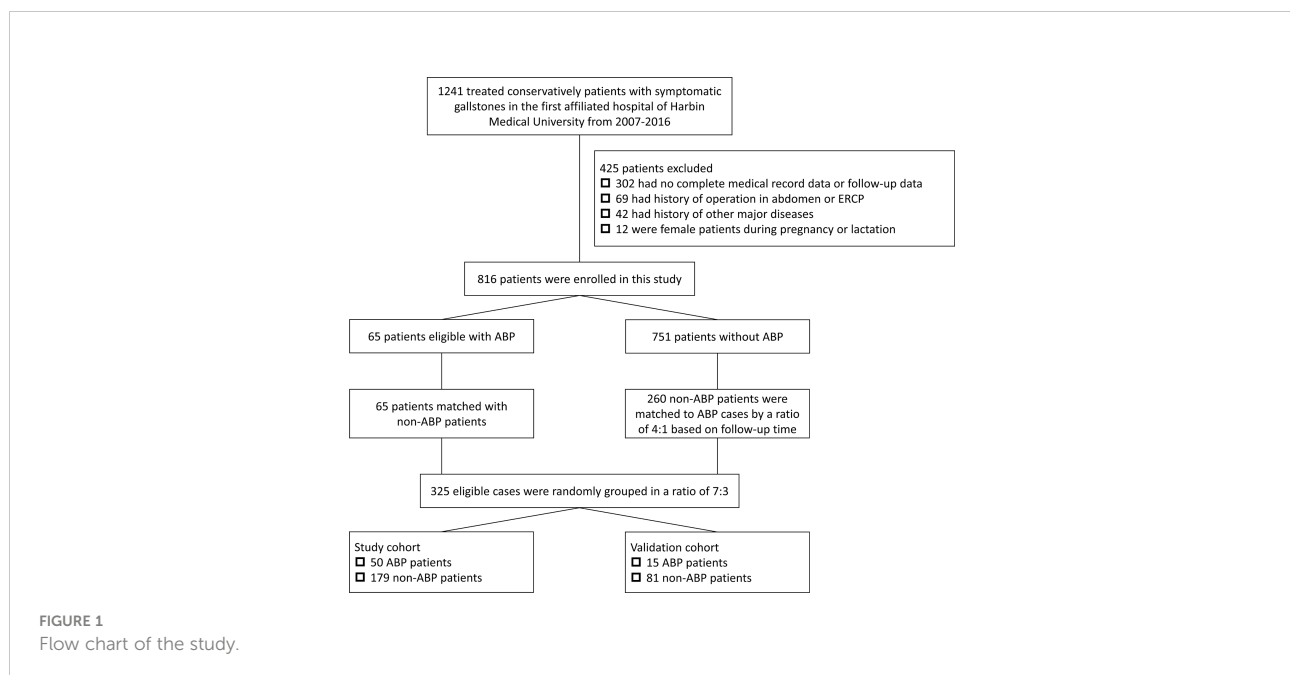 1241 treated conservatively patients with symptomatic
gallstones in the first affiliated hospital of Harbin
Medical University from 2007-2016
425 patients excluded
302 had no complete medical record data or follow-up data
69 had history of operation in abdomen or ERCP
42 had history of other major diseases
12 were female patients during pregnancy or lactation
816 patients were enrolled in this study
65 patients eligible with ABP
751 patients without ABP
65 patients matched with
non-ABP patients
260 non-ABP patients were
matched to ABP cases by a ratio
of 4:1 based on follow-up time
325 eligible cases were randomly grouped in a ratio of 7:3
Study cohort
50 ABP patients
179 non-ABP patients
Validation cohort
15 ABP patients
81 non-ABP patients
FIGURE 1
Flow chart of the study.